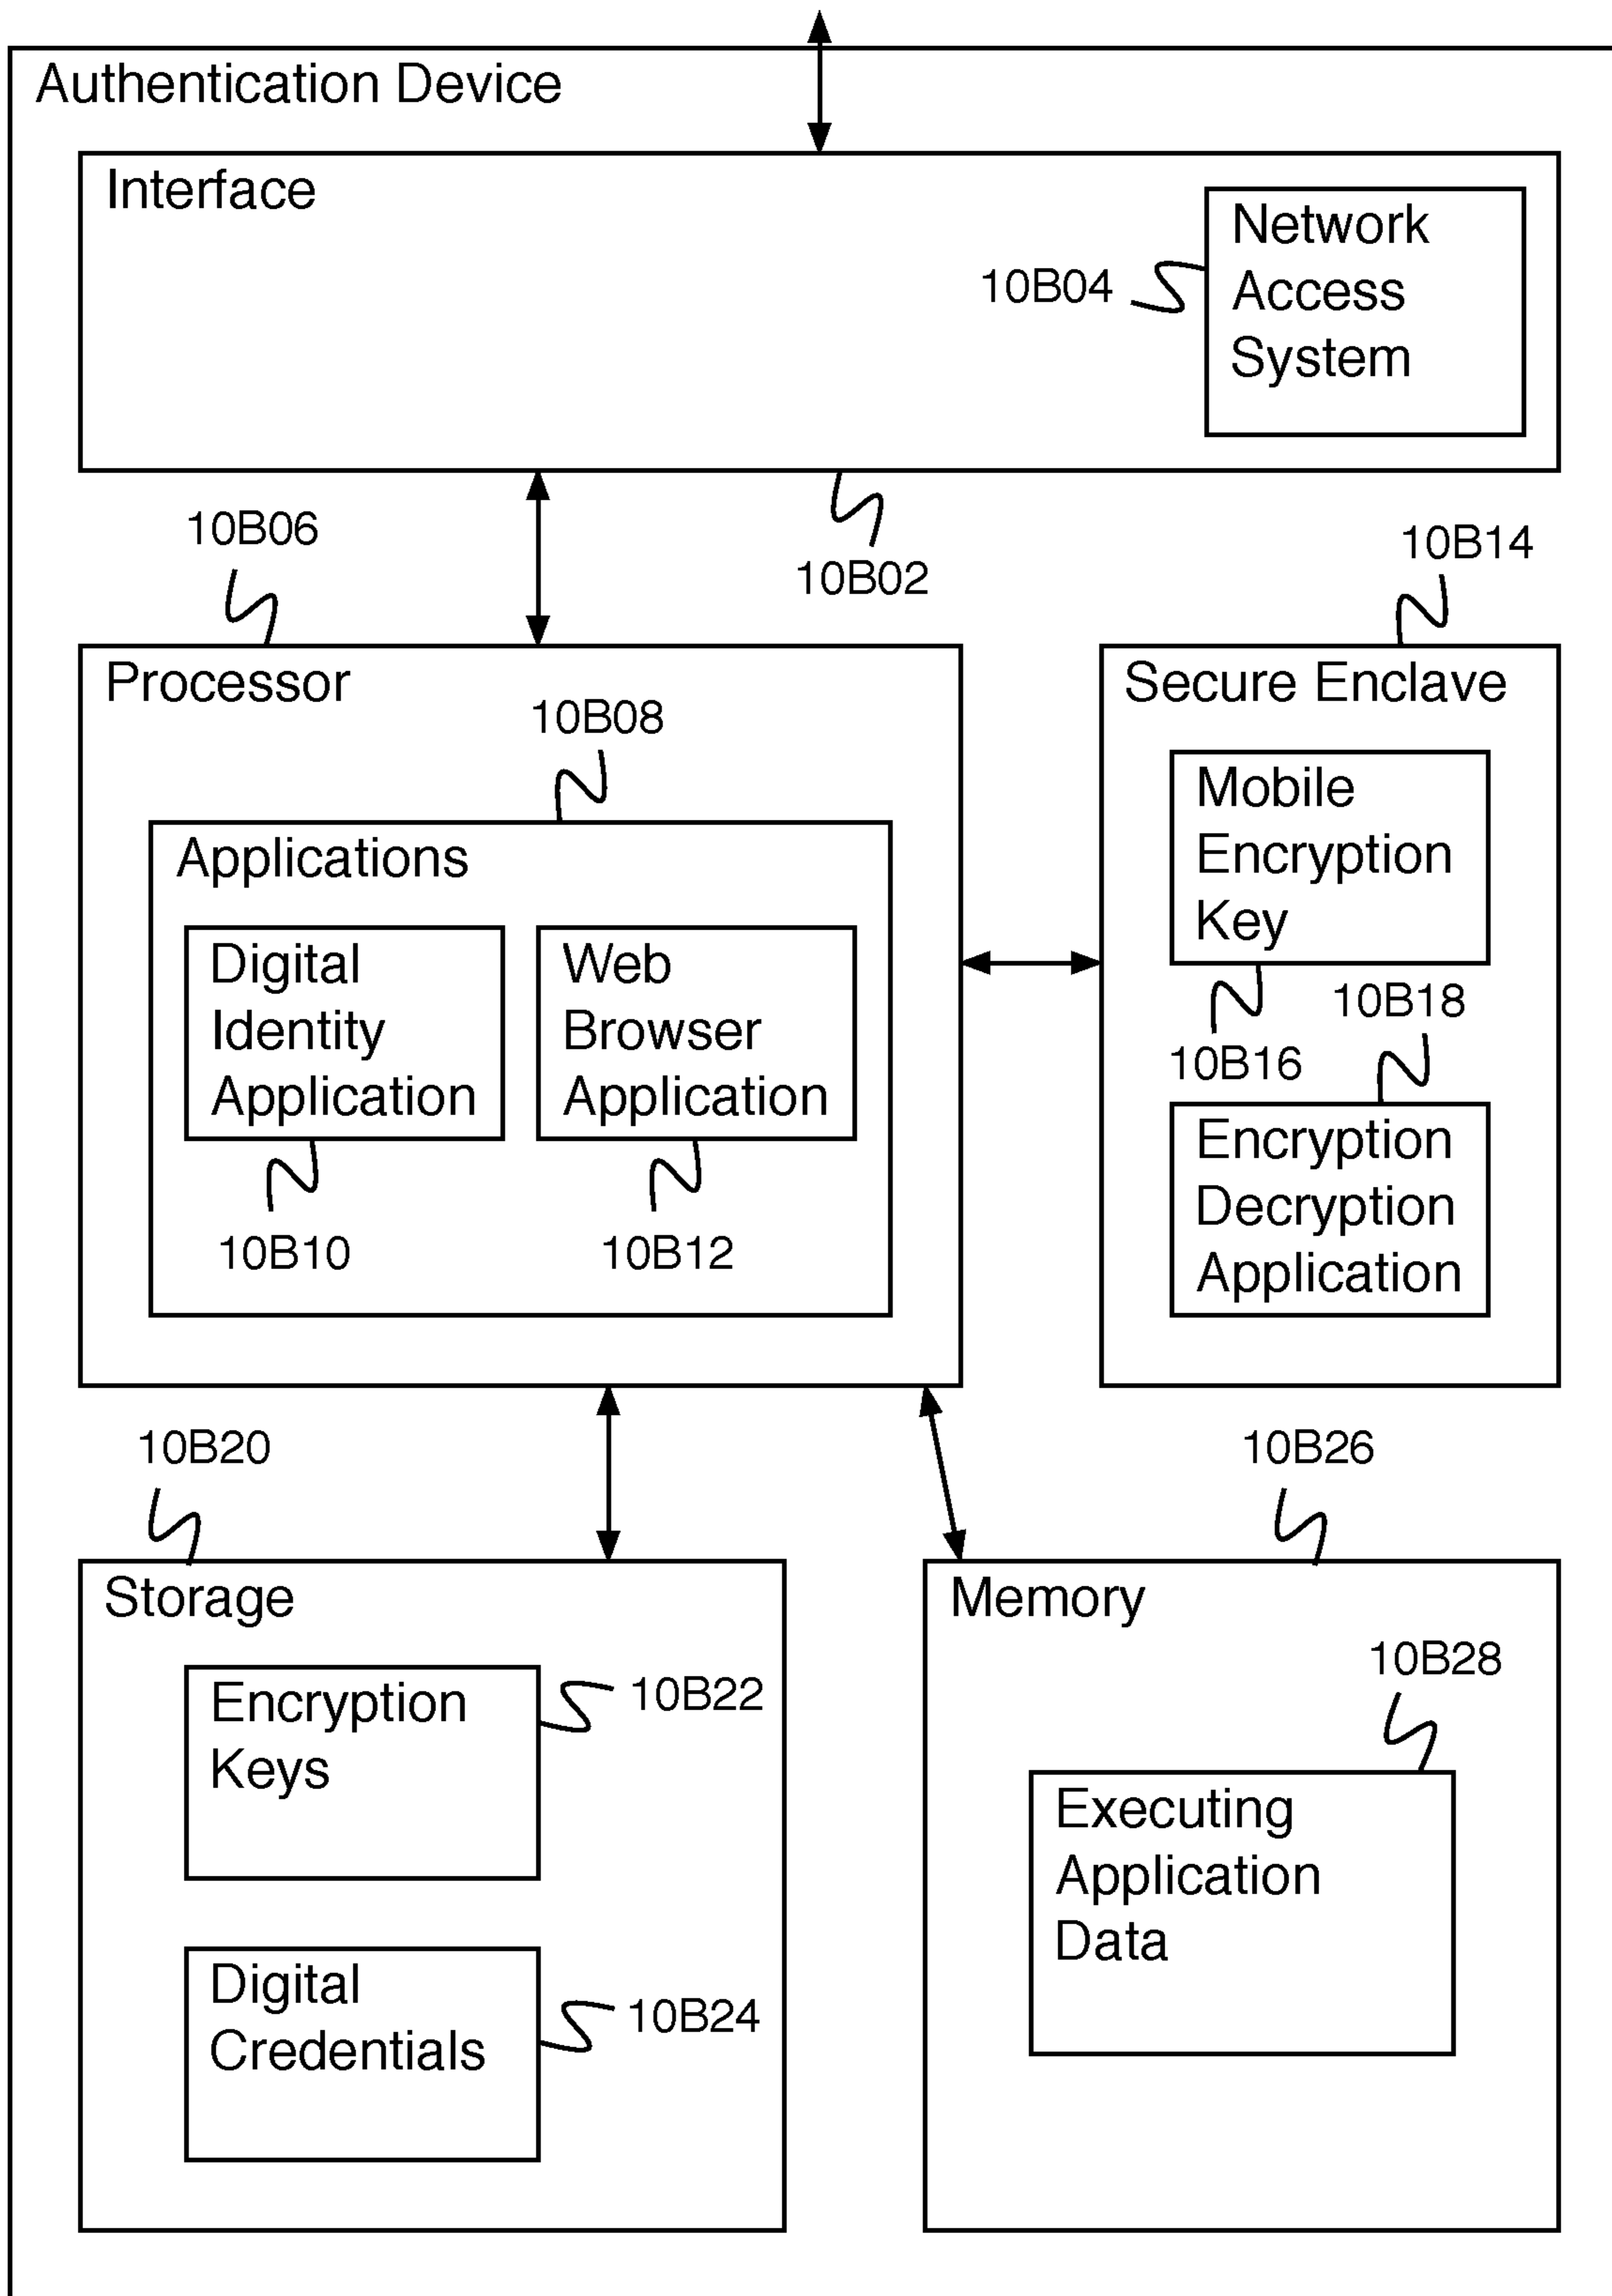 Authentication Device
Interface
Network
Access
System
10B04
10B02
10B06
Processor
10B08
Applications
Digital
Identity
Application
10B10
Web
Browser
Application
10B12
10B14
Secure Enclave
Mobile
Encryption
Key
10B16
10B18
Encryption
Decryption
Application
10B20
Storage
Encryption
Keys
10B22
Digital
Credentials
10B24
10B26
Memory
10B28
Executing
Application
Data